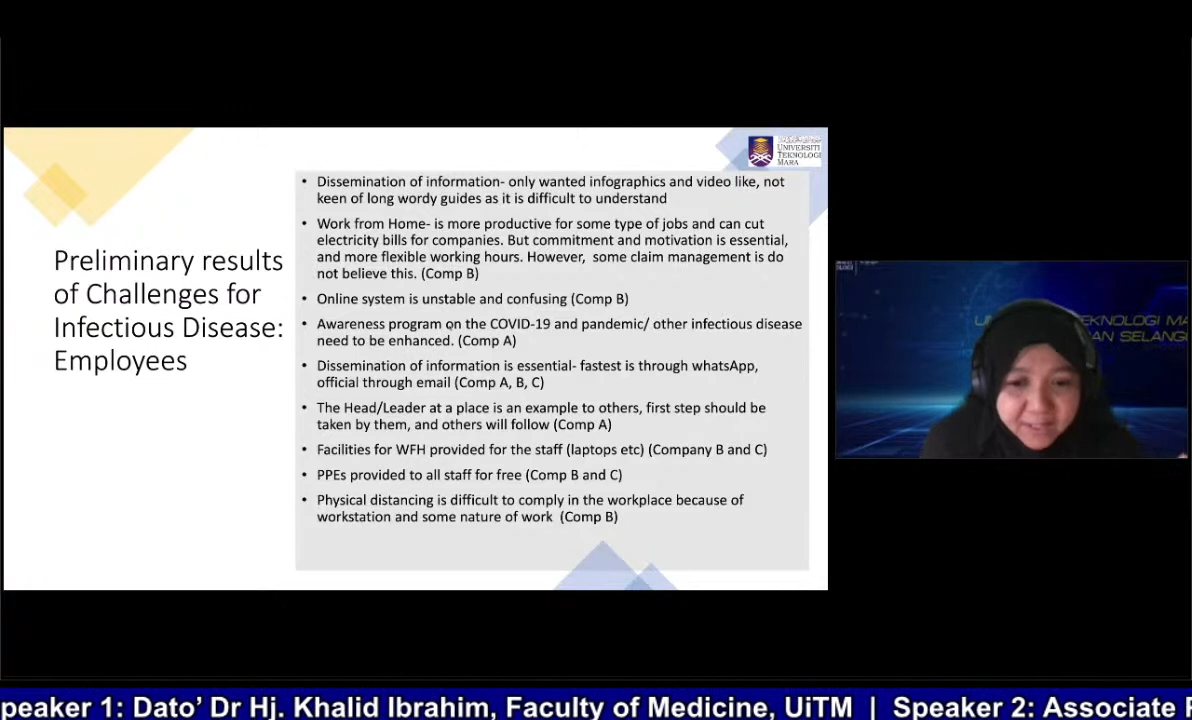 UNIVERSITI
TEKNOLOGI
MARA
Preliminary results
of Challenges for
Infectious Disease:
Employees
• Dissemination of information- only wanted infographics and video like, not
keen of long wordy guides as it is difficult to understand
• Work from Home- is more productive for some type of jobs and can cut
electricity bills for companies. But commitment and motivation is essential,
and more flexible working hours. However, some claim management is do
not believe this. (Comp B)
• Online system is unstable and confusing (Comp B)
• Awareness program on the COVID-19 and pandemic/ other infectious disease
need to be enhanced. (Comp A)
• Dissemination of information is essential- fastest is through whatsApp,
official through email (Comp A, B, C)
• The Head/Leader at a place is an example to others, first step should be
taken by them, and others will follow (Comp A)
• Facilities for WFH provided for the staff (laptops etc) (Company B and C)
• PPEs provided to all staff for free (Comp B and C)
• Physical distancing is difficult to comply in the workplace because of
workstation and some nature of work (Comp B)
EKNOLOGI MA
AN SELANG
peaker 1: Dato’ Dr Hj. Khalid Ibrahim, Faculty of Medicine, UiTM | Speaker 2: Associate